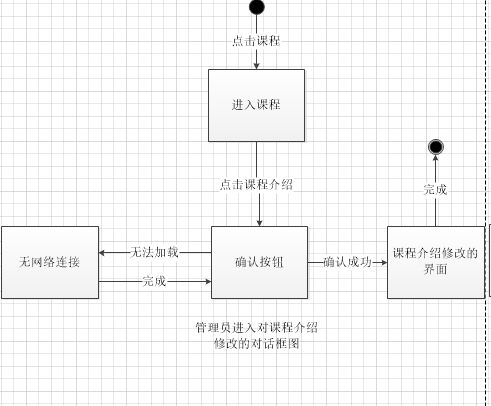 点击课程
进入课程
点击课程介绍
完成
无网络连接
无法加载
完成
确认按钮
确认成功
课程介绍修改的
界面
管理员进入对课程介绍
修改的对话框图